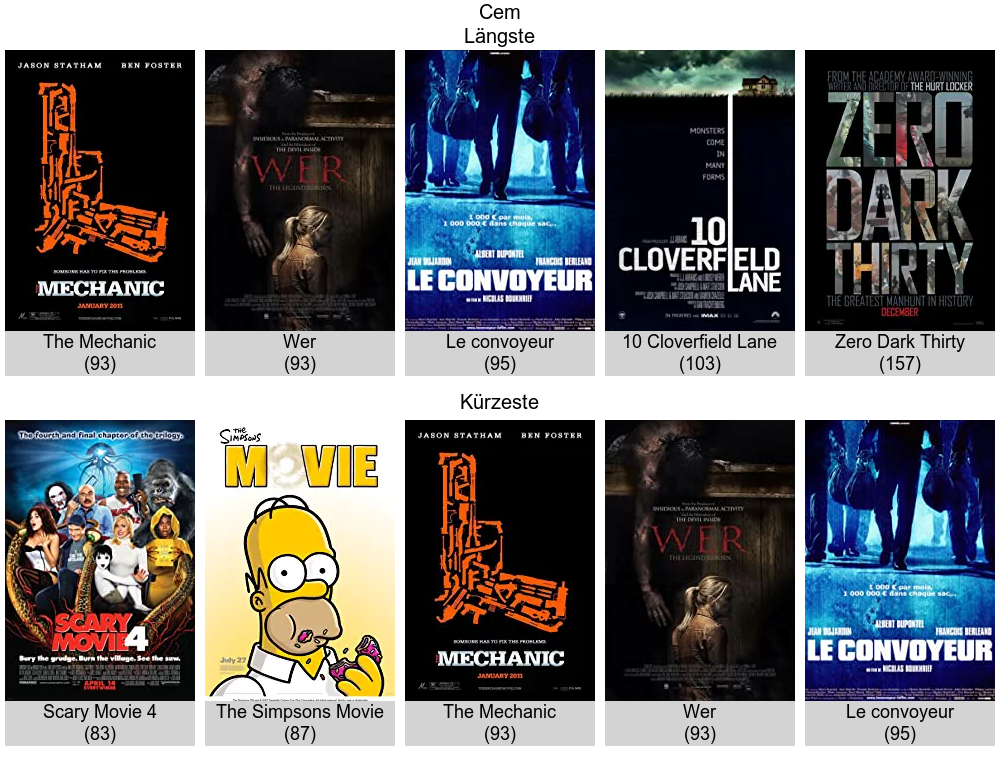 Cem
Längste
JASON STATHAM BEN FOSTER
SOMEONE HAS TO FIX THE PROBLEMS.
MECHANIC
JANUARY 2011
From the Producer of
INSIDIOUS & PARANORMAL ACTIVITY
And the Filmmakers of
THE DEVIL INSIDE
WER
THE LEGEND REBORN
1 000 € par mois,
1 000 000 € dans chaque sac...
ALBERT DUPONTEL
JEAN DUJARDIN FRANÇOIS BERLEAND
LE CONVOYEUR
UN FILM DE NICOLAS BOUKHRIEF
MONSTERS
COME
IN
MANY
FORMS
10
CLOVERFIELD
LANE
IN THEATRES AND IMAX
FROM THE ACADEMY AWARD-WINNING
WRITER AND DIRECTOR OF THE HURT LOCKER
ZERO
DARK
THIRTY
THE GREATEST MANHUNT IN HISTORY
DECEMBER
The Mechanic
(93)
Wer
(93)
Le convoyeur
(95)
10 Cloverfield Lane
(103)
Zero Dark Thirty
(157)
Kürzeste
The fourth and final chapter of the trilogy.
SCARY
MOVIE 4
Bury the grudge. Burn the village. See the saw.
APRIL 14
THE
SIMPSONS
MOVIE
July 27
JASON STATHAM BEN FOSTER
SOMEONE HAS TO FIX THE PROBLEMS.
MECHANIC
JANUARY 2011
From the Producer of
INSIDIOUS & PARANORMAL ACTIVITY
And the Filmmakers of
THE DEVIL INSIDE
WER
THE LEGEND REBORN
1 000 € par mois,
1 000 000 € dans chaque sac...
ALBERT DUPONTEL
JEAN DUJARDIN FRANÇOIS BERLEAND
LE CONVOYEUR
UN FILM DE NICOLAS BOUKHRIEF
Scary Movie 4
(83)
The Simpsons Movie
(87)
The Mechanic
(93)
Wer
(93)
Le convoyeur
(95)